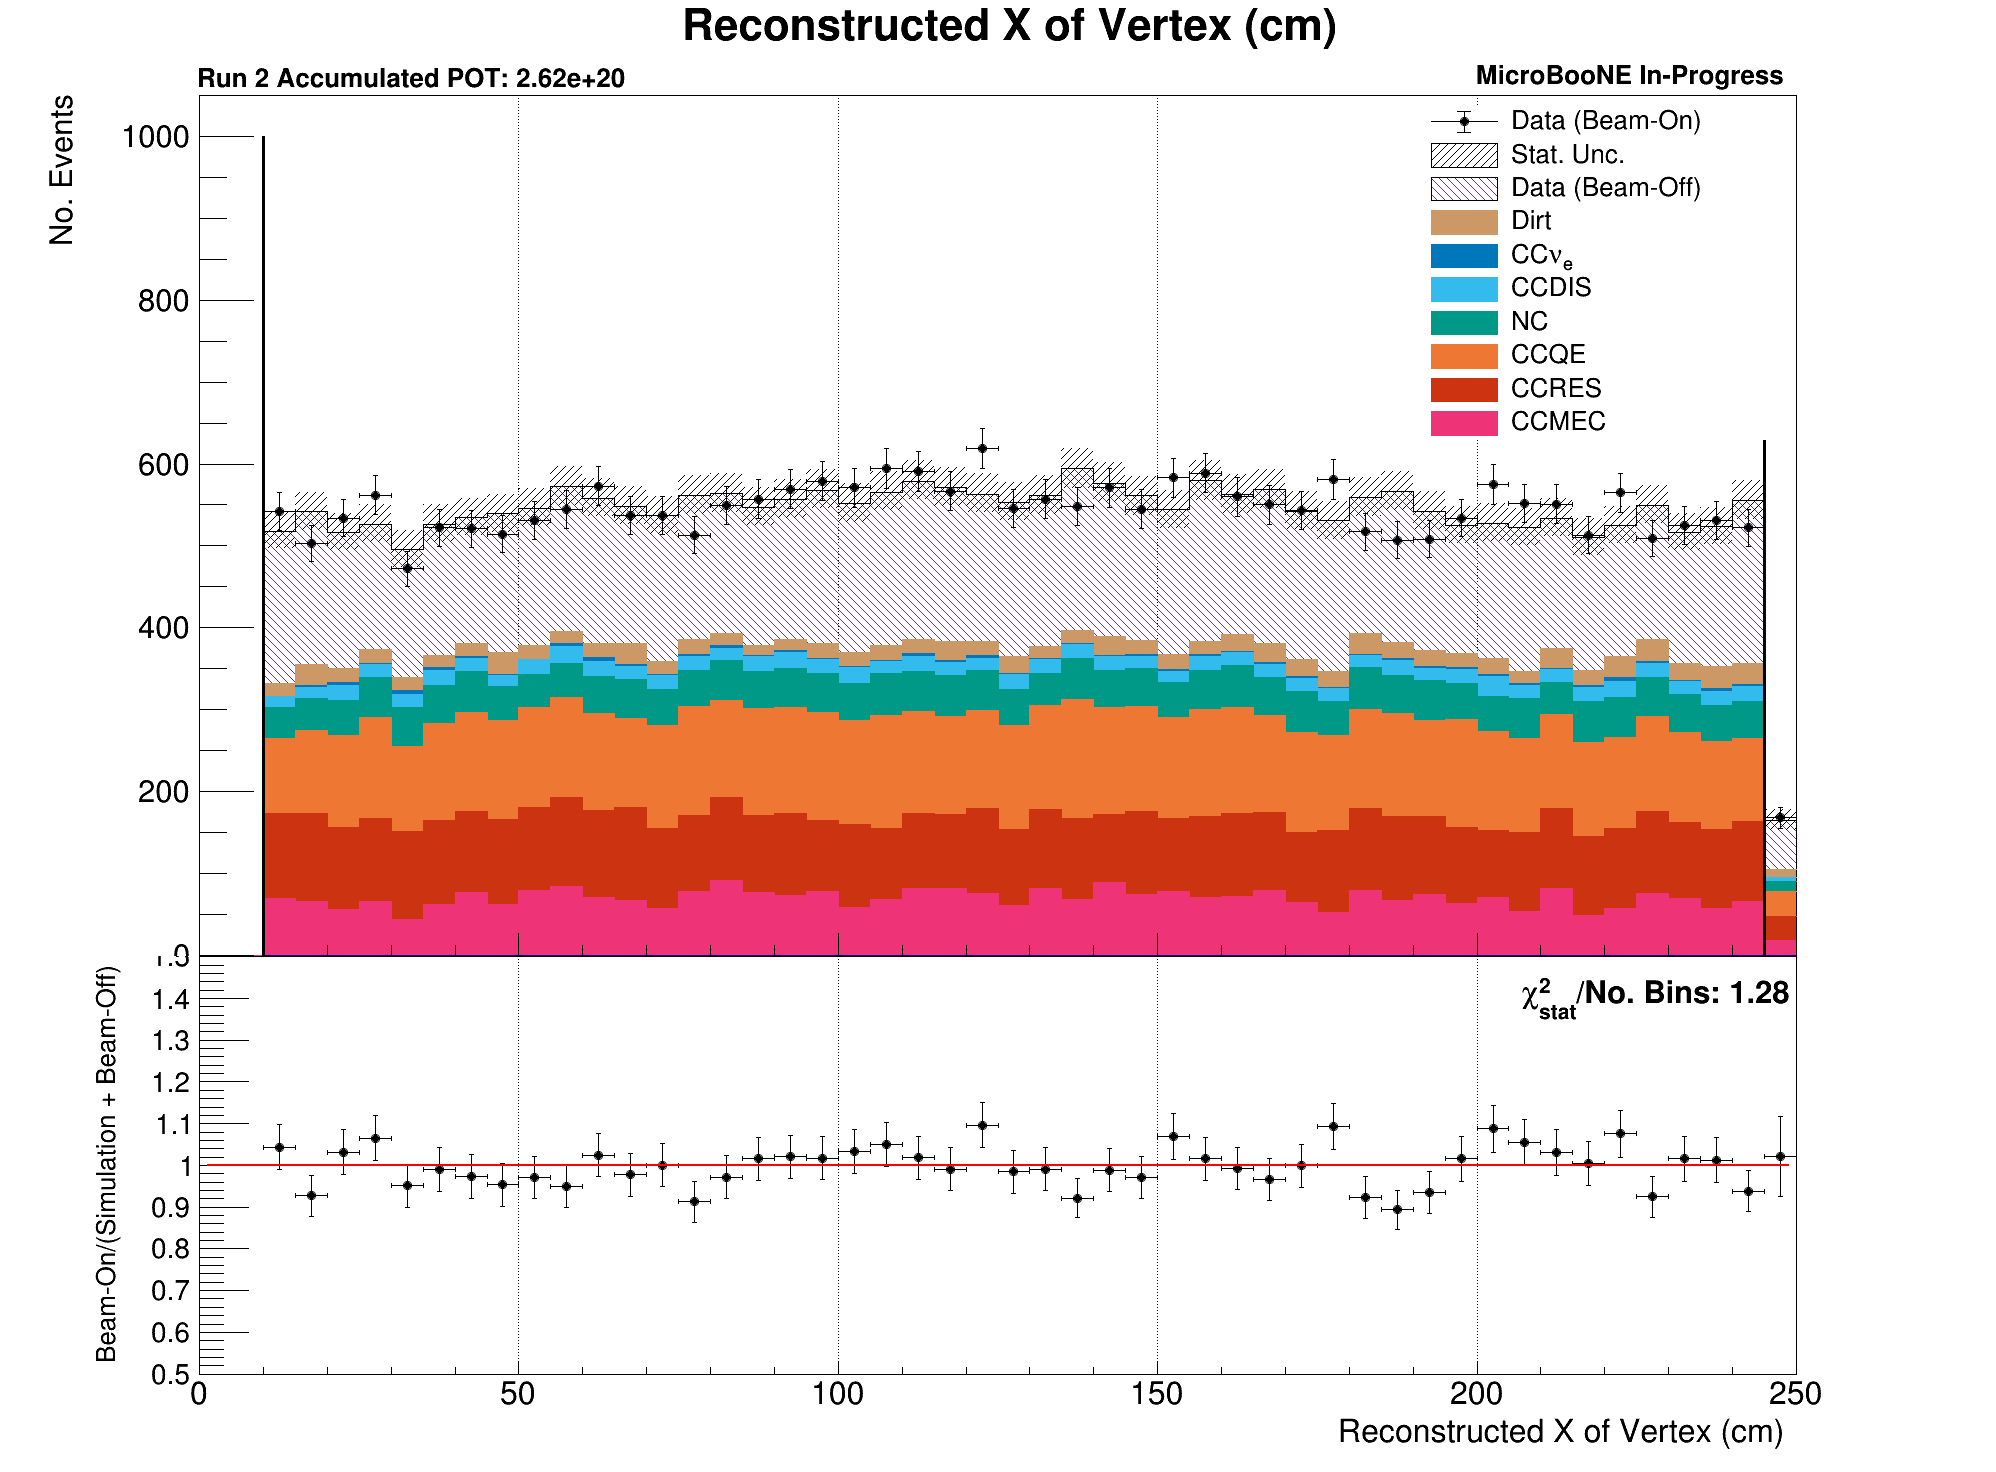 Reconstructed X of Vertex (cm)
Run 2 Accumulated POT: 2.62e+20
MicroBooNE In-Progress
No. Events
1000
800
600
400
200
0
Data (Beam-On)
Stat. Unc.
Data (Beam-Off)
Dirt
CCνe
CCDIS
NC
CCQE
CCRES
CCMEC
Beam-On/(Simulation + Beam-Off)
χ2stat/No. Bins: 1.28
1.5
1.4
1.3
1.2
1.1
1
0.9
0.8
0.7
0.6
0.5
0 50 100 150 200 250
Reconstructed X of Vertex (cm)